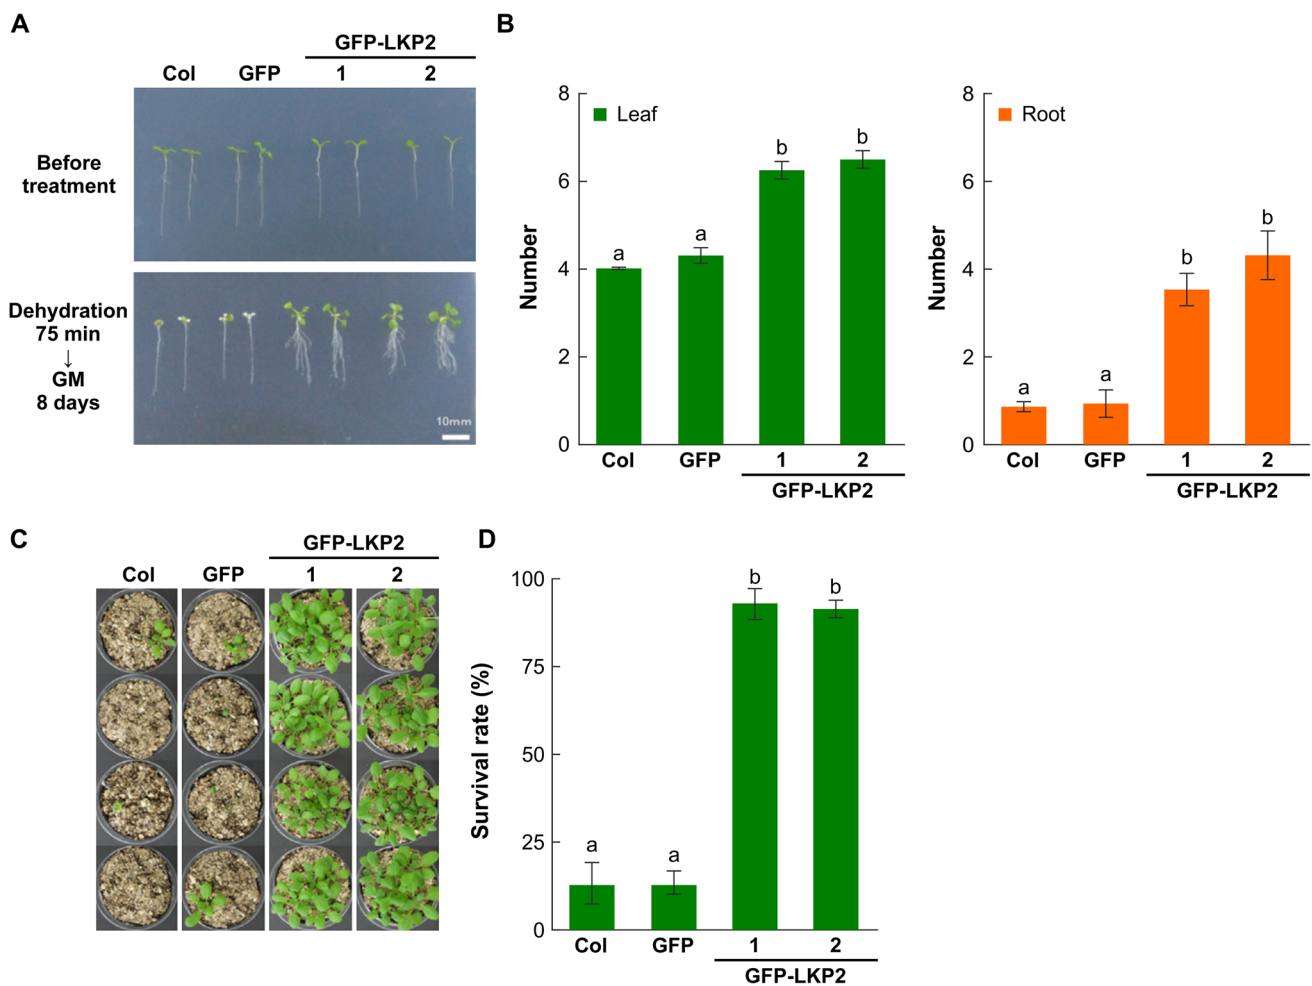 A
GFP-LKP2
Col
GFP
1
2
Before
treatment
Dehydration
75 min
↓
GM
8 days
10mm
B
8
6
4
2
0
Number
Leaf
a
a
b
b
Col
GFP
1
2
GFP-LKP2
8
6
4
2
0
Number
Root
a
a
b
b
Col
GFP
1
2
GFP-LKP2
C
GFP-LKP2
Col
GFP
1
2
D
100
75
50
25
0
Survival rate (%)
a
a
b
b
Col
GFP
1
2
GFP-LKP2